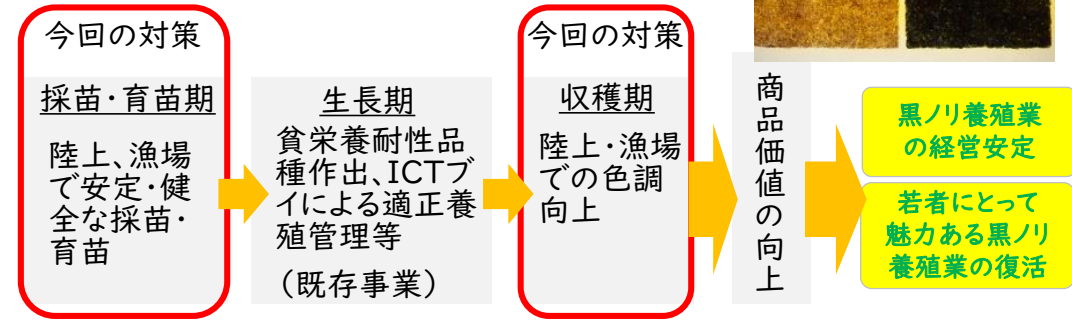 今回の対策
採苗・育苗期
陸上、漁場
で安定・健
全な採苗・
育苗
生長期
貧栄養耐性品
種作出、ICTブ
イによる適正養
殖管理等
（既存事業）
今回の対策
収穫期
陸上・漁場
での色調
向上
商品価値の向上
黒ノリ養殖業
の経営安定
若者にとって
魅力ある黒ノリ
養殖業の復活